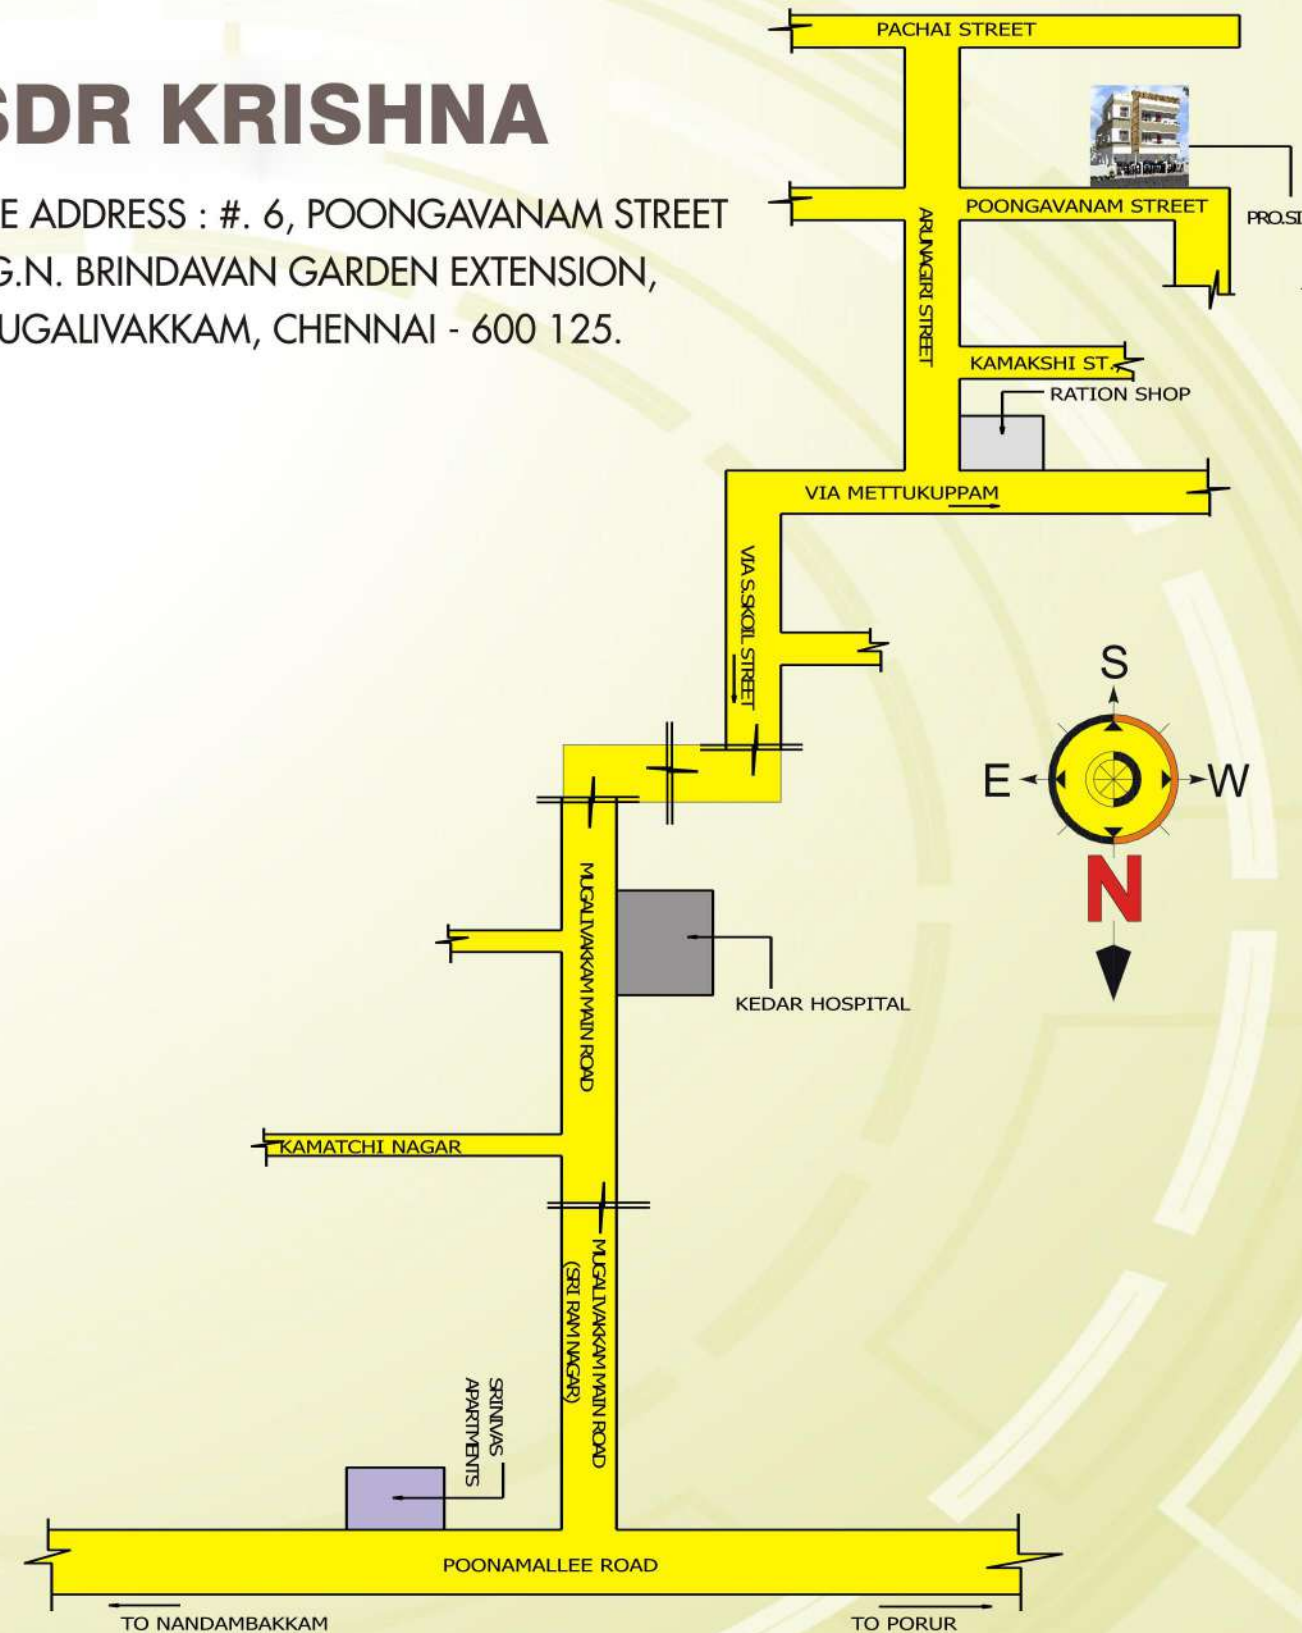 SDR KRISHNA
E ADDRESS : #. 6, POONGAVANAM STREET
G.N. BRINDAVAN GARDEN EXTENSION,
UGALIVAKKAM, CHENNAI - 600 125.
PACHAI STREET
POONGAVANAM STREET
PRO.SI
ARUNAGIRI STREET
KAMAKSHI ST.,
RATION SHOP
VIA METTUKUPPAM
VIA S.SKOIL STREET
S
E
W
N
MUGALIVAKKAM MAIN ROAD
KEDAR HOSPITAL
KAMATCHI NAGAR
MUGALIVAKKAM MAIN ROAD
(SRI RAM NAGAR)
SRINIVAS
APARTMENTS
POONAMALLEE ROAD
TO NANDAMBAKKAM
TO PORUR